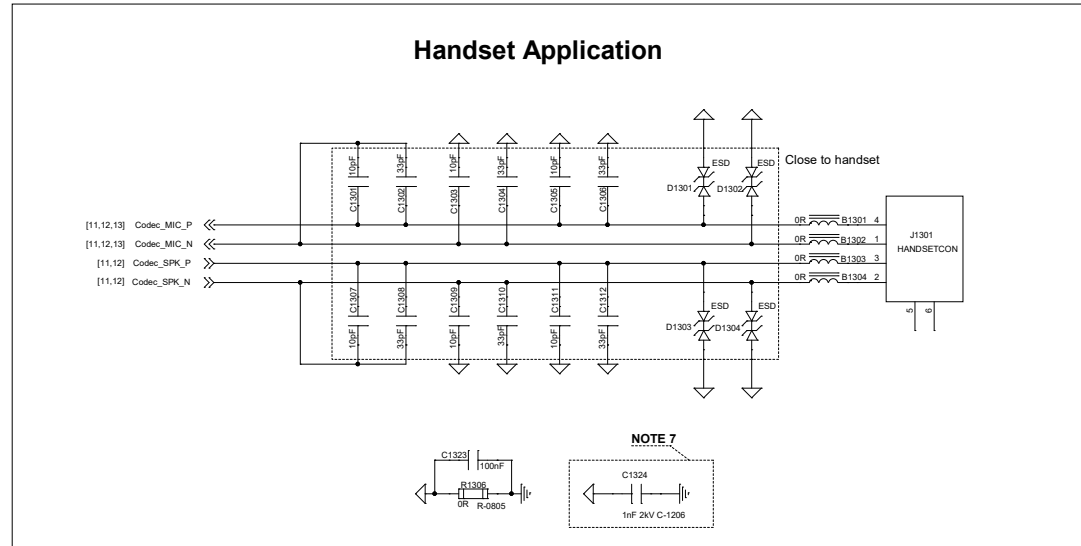 Handset Application
10pF
33pF
10pF
33pF
10pF
33pF
ESD
ESD
Close to handset
C1301
C1302
C1303
C1304
C1305
C1306
D1301
D1302
[11,12,13] Codec_MIC_P
0R B1301 4
[11,12,13] Codec_MIC_N
0R B1302 1
J1301
HANDSETCON
[11,12] Codec_SPK_P
0R B1303 3
[11,12] Codec_SPK_N
0R B1304 2
C1307
C1308
C1309
C1310
C1311
C1312
ESD
ESD
5
6
D1303
D1304
10pF
33pF
10pF
33pF
10pF
33pF
NOTE 7
C1323
100nF
C1324
R1306
0R R-0805
1nF 2kV C-1206